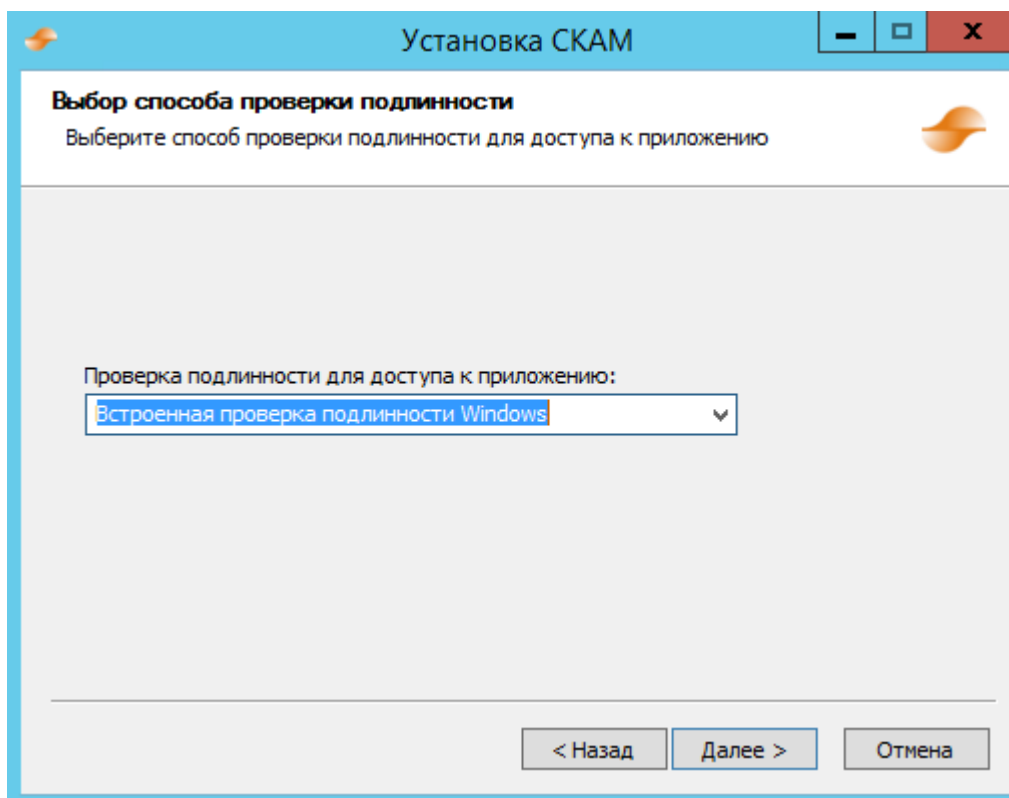 Установка СКАМ
Выбор способа проверки подлинности
Выберите способ проверки подлинности для доступа к приложению
Проверка подлинности для доступа к приложению:
Встроенная проверка подлинности Windows
< Назад
Далее >
Отмена